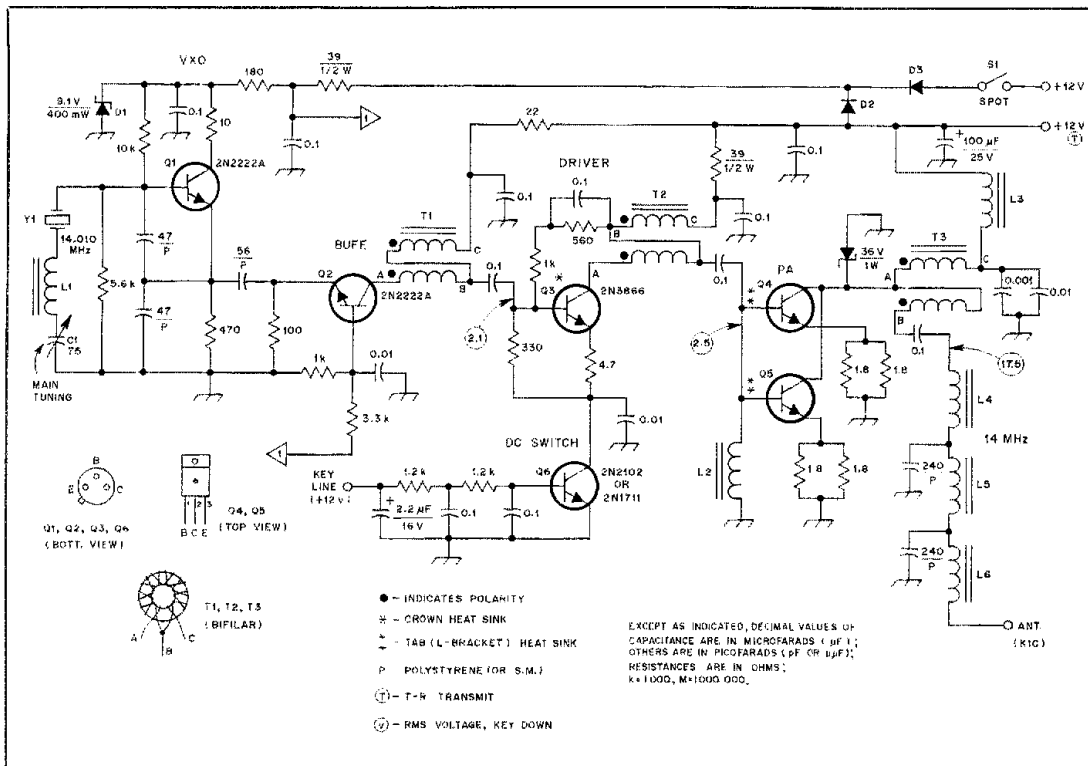 VXO
39
1/2 W
180
D3
S1
+12V
SPOT
D2
9.1V
400 mW
D1
0.1
10
0.1
1
22
+12V
T
10k
2N2222A
Q1
DRIVER
39
1/2 W
0.1
+
100 µF
25 V
Y1
14.010
MHz
47
P
56
P
BUFF
T1
C
0.1
0.1
T2
C
B
560
0.1
L3
L1
5.6k
Q2
A
B
2N2222A
0.1
1k
Q3
*
A
2N3866
0.1
36 V
1W
T3
A
C
B
0.001
0.01
PA
Q4
C1
75
47
P
470
100
2.1
330
4.7
2.5
1.8
1.8
0.1
17.5
MAIN
TUNING
1k
0.01
3.3k
0.01
Q5
L4
14 MHz
1
DC SWITCH
L2
1.8
1.8
240
P
L5
KEY
LINE
(+12 v)
1.2 k
1.2 k
Q6
2N2102
OR
2N1711
+
2.2 µF
16 V
0.1
0.1
B
E
C
1 2 3
B C E
Q4, Q5
(TOP VIEW)
Q1, Q2, Q3, Q6
(BOTT. VIEW)
240
P
L6
T1, T2, T3
(BIFILAR)
A
B
C
● - INDICATES POLARITY
* - CROWN HEAT SINK
** - TAB (L-BRACKET) HEAT SINK
P POLYSTYRENE (OR S.M.)
T - T-R TRANSMIT
V - RMS VOLTAGE, KEY DOWN
EXCEPT AS INDICATED, DECIMAL VALUES OF
CAPACITANCE ARE IN MICROFARADS (µF);
OTHERS ARE IN PICOFARADS (pF OR µµF);
RESISTANCES ARE IN OHMS;
k=1000, M=1000 000.
ANT.
(K1C)